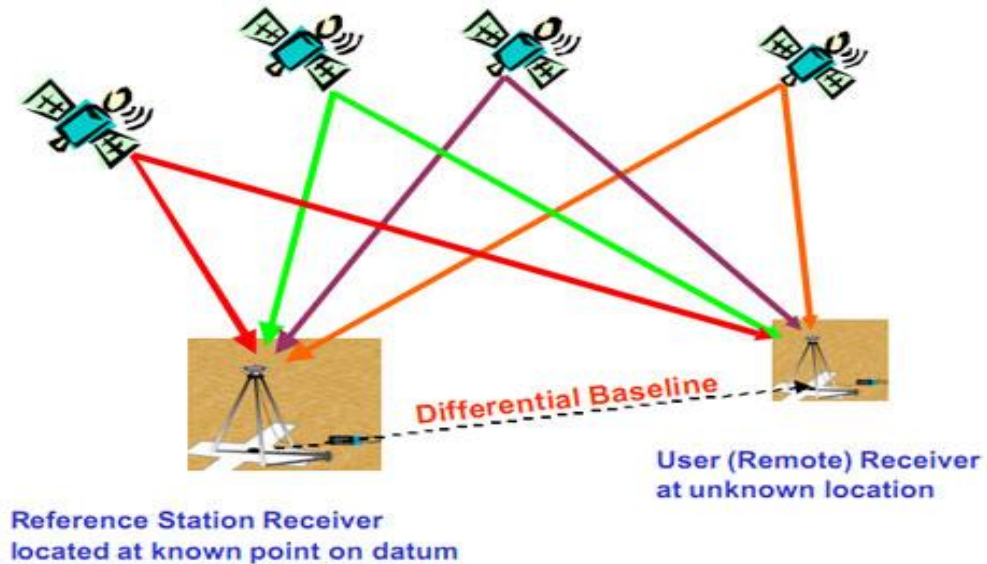 Differential Baseline
User (Remote) Receiver
at unknown location
Reference Station Receiver
located at known point on datum